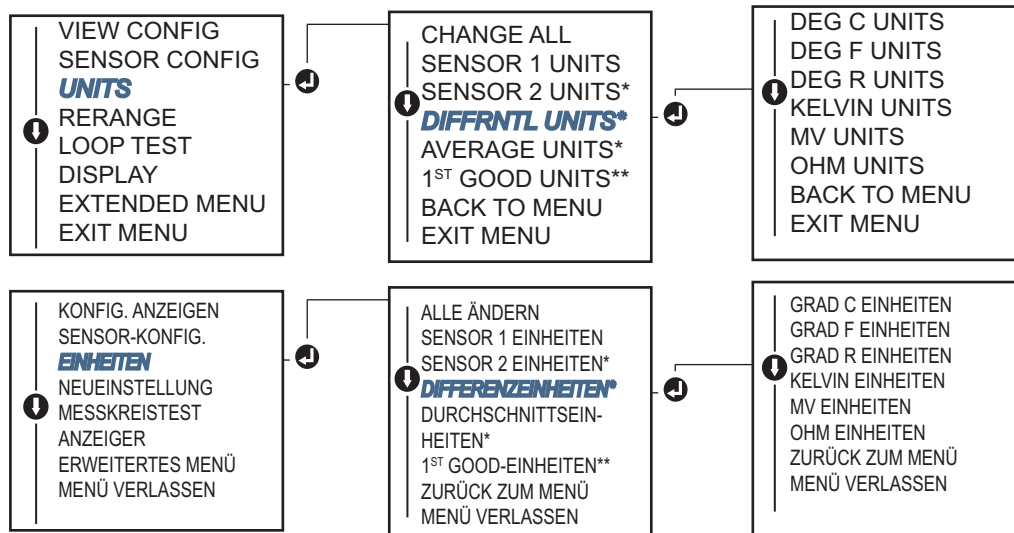 VIEW CONFIG
SENSOR CONFIG
UNITS
RERANGE
LOOP TEST
DISPLAY
EXTENDED MENU
EXIT MENU
CHANGE ALL
SENSOR 1 UNITS
SENSOR 2 UNITS*
DIFFRNTL UNITS*
AVERAGE UNITS*
1ST GOOD UNITS**
BACK TO MENU
EXIT MENU
DEG C UNITS
DEG F UNITS
DEG R UNITS
KELVIN UNITS
MV UNITS
OHM UNITS
BACK TO MENU
EXIT MENU
KONFIG. ANZEIGEN
SENSOR-KONFIG.
EINHEITEN
NEUEINSTELLUNG
MESSKREISTEST
ANZEIGER
ERWEITERTES MENÜ
MENÜ VERLASSEN
ALLE ÄNDERN
SENSOR 1 EINHEITEN
SENSOR 2 EINHEITEN*
DIFFERENZEINHEITEN*
DURCHSCHNITTSEIN-
HEITEN*
1ST GOOD-EINHEITEN**
ZURÜCK ZUM MENÜ
MENÜ VERLASSEN
GRAD C EINHEITEN
GRAD F EINHEITEN
GRAD R EINHEITEN
KELVIN EINHEITEN
MV EINHEITEN
OHM EINHEITEN
ZURÜCK ZUM MENÜ
MENÜ VERLASSEN